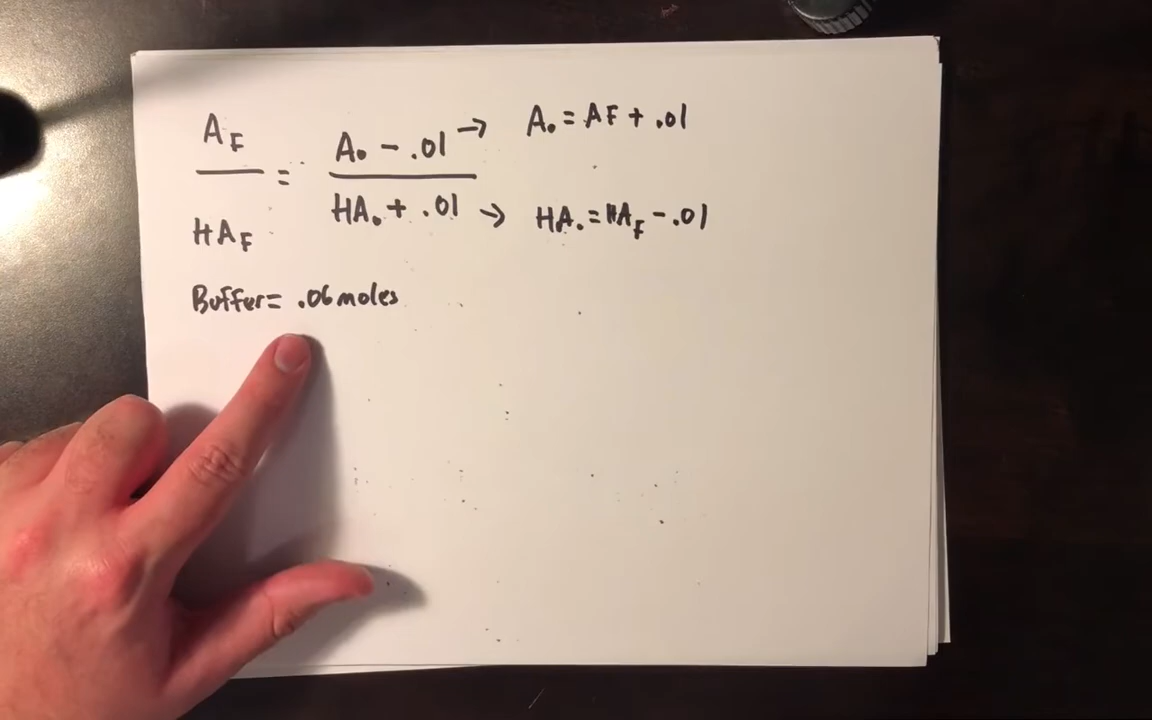 A_F / HA_F = A₀ - .01 / HA₀ + .01
→ A₀ = AF + .01
→ HA₀ = HA_F - .01
Buffer= .06 moles